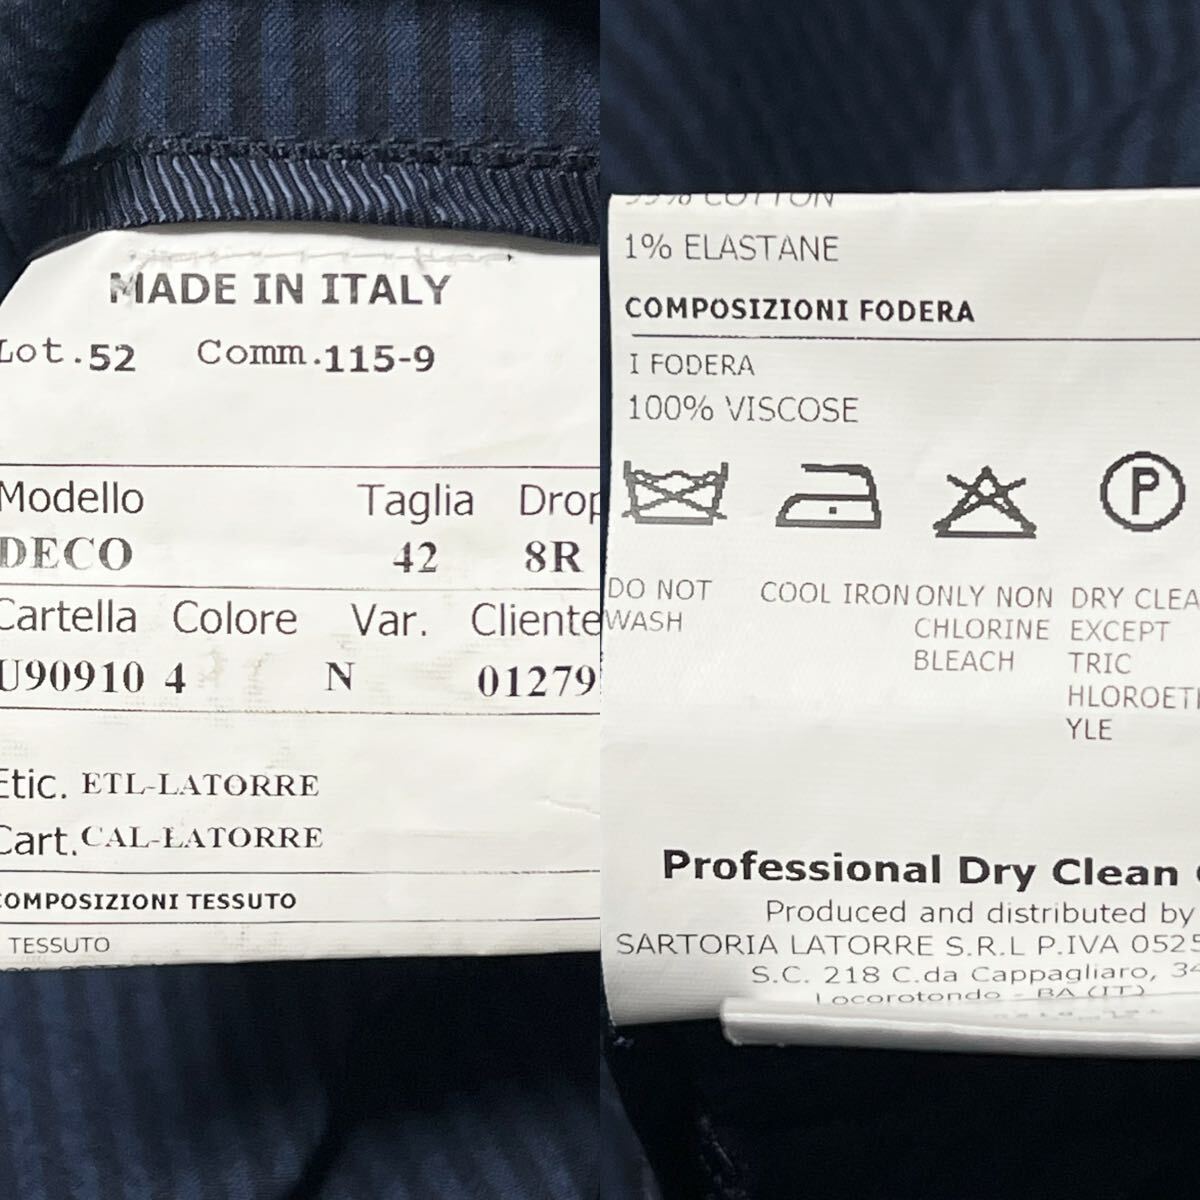 MADE IN ITALY
Lot.52 Comm.115-9
Modello Taglia Drop
DECO 42 8R
Cartella Colore Var. Cliente
U90910 4 N 01279
Etic. ETL-LATORRE
Cart. CAL-LATORRE
COMPOSIZIONI TESSUTO
TESSUTO
99% COTTON
1% ELASTANE
COMPOSIZIONI FODERA
I FODERA
100% VISCOSE
P
DO NOT WASH
COOL IRON
ONLY NON CHLORINE BLEACH
DRY CLEA EXCEPT TRIC HLOROETH YLE
Professional Dry Clean
Produced and distributed by
SARTORIA LATORRE S.R.L P.IVA 0525
S.C. 218 C.da Cappagliaro, 34
Locorotondo - BA (IT)